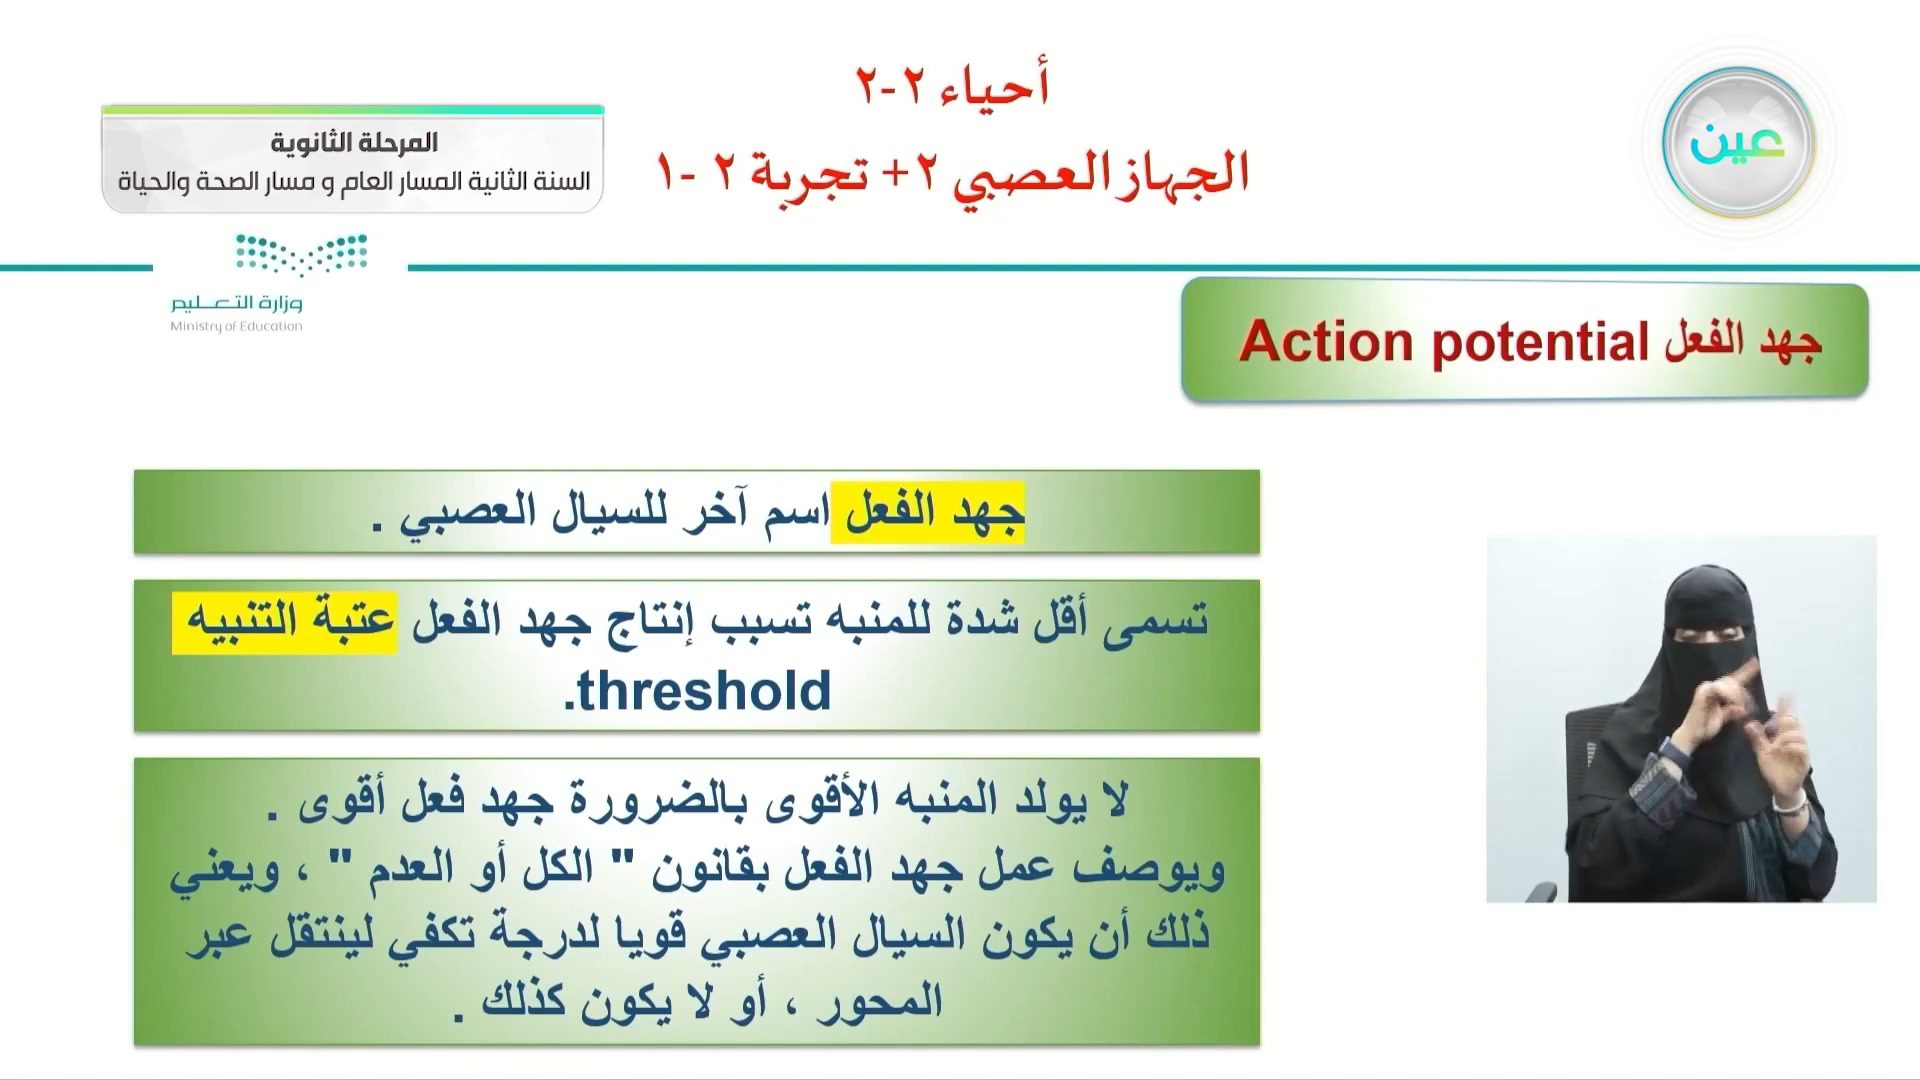 أحياء ٢-٢
الجهاز العصبي ٢ + تجربة ٢ -١
المرحلة الثانوية
السنة الثانية المسار العام و مسار الصحة والحياة
عين
وزارة التعليم
Ministry of Education
جهد الفعل Action potential
جهد الفعل اسم آخر للسيال العصبي .
تسمى أقل شدة للمنبه تسبب إنتاج جهد الفعل عتبة التنبيه
threshold.
لا يولد المنبه الأقوى بالضرورة جهد فعل أقوى .
ويوصف عمل جهد الفعل بقانون " الكل أو العدم " ، ويعني
ذلك أن يكون السيال العصبي قويا لدرجة تكفي لينتقل عبر
المحور ، أو لا يكون كذلك .